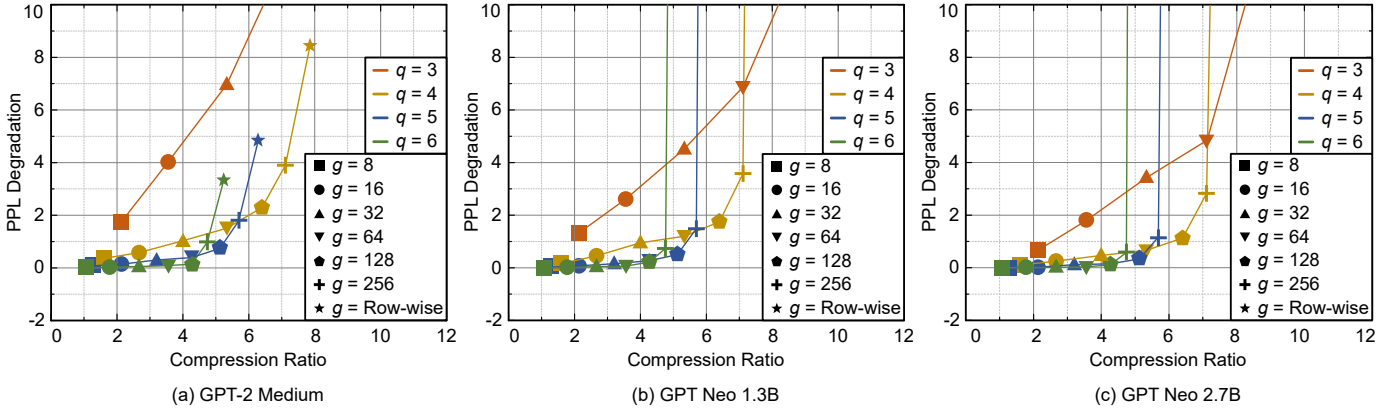 10
8
6
4
2
0
-2
0
2
4
6
8
10
12
PPL Degradation
Compression Ratio
q = 3
q = 4
q = 5
q = 6
g = 8
g = 16
g = 32
g = 64
g = 128
g = 256
g = Row-wise
(a) GPT-2 Medium
10
8
6
4
2
0
-2
0
2
4
6
8
10
12
PPL Degradation
Compression Ratio
q = 3
q = 4
q = 5
q = 6
g = 8
g = 16
g = 32
g = 64
g = 128
g = 256
g = Row-wise
(b) GPT Neo 1.3B
10
8
6
4
2
0
-2
0
2
4
6
8
10
12
PPL Degradation
Compression Ratio
q = 3
q = 4
q = 5
q = 6
g = 8
g = 16
g = 32
g = 64
g = 128
g = 256
g = Row-wise
(c) GPT Neo 2.7B